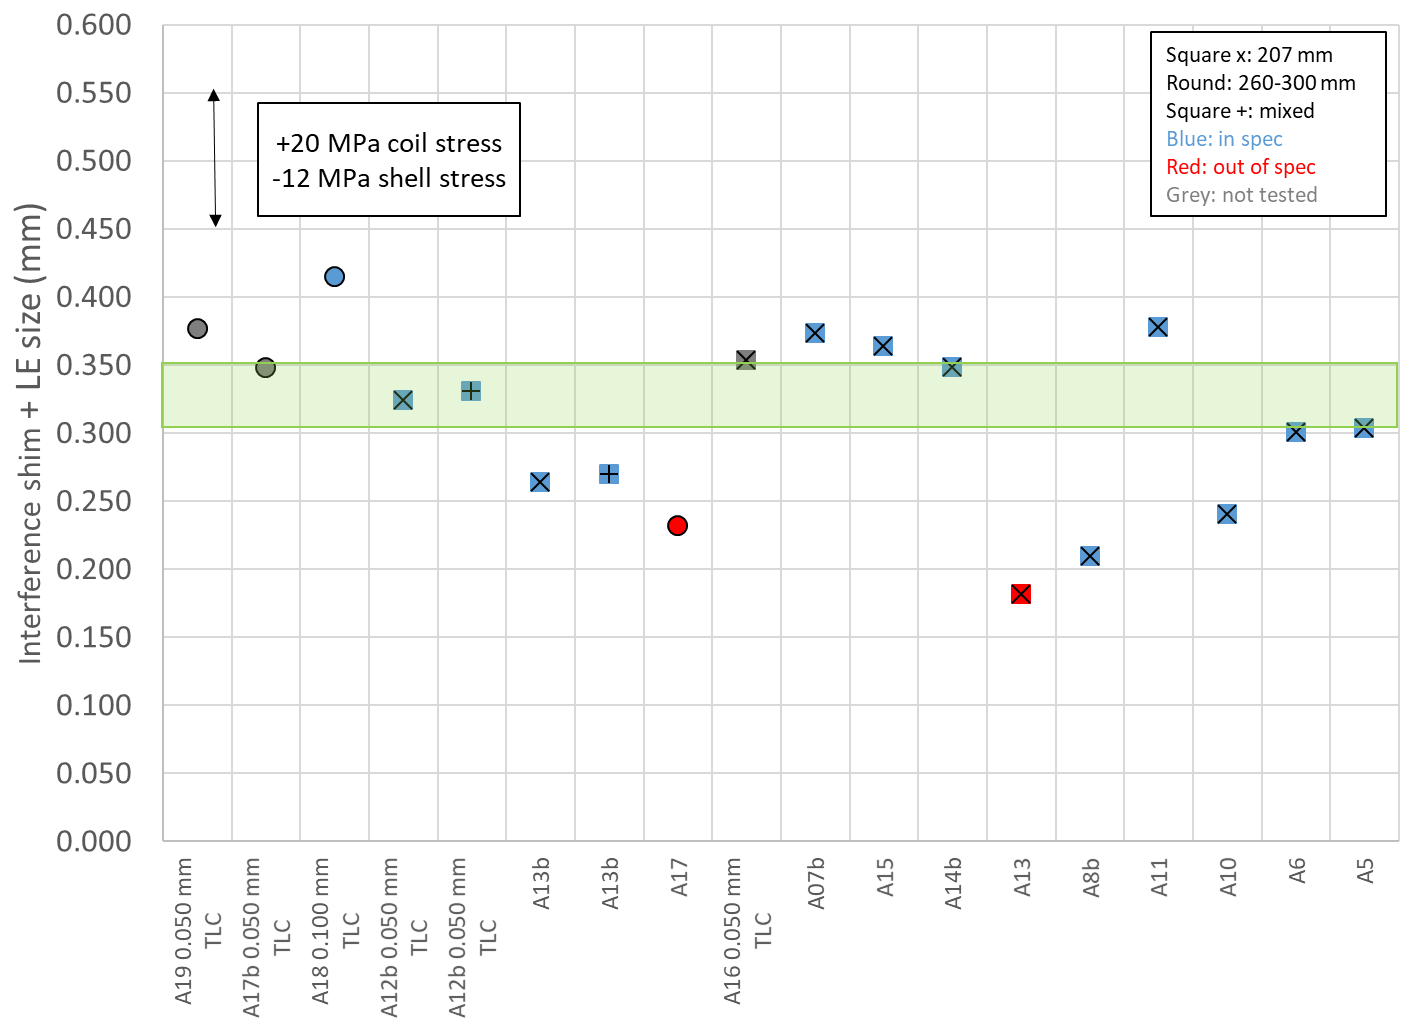 0.600
0.550
0.500
0.450
0.400
0.350
0.300
0.250
0.200
0.150
0.100
0.050
0.000
Interference shim + LE size (mm)
+20 MPa coil stress
-12 MPa shell stress
Square x: 207 mm
Round: 260-300 mm
Square +: mixed
Blue: in spec
Red: out of spec
Grey: not tested
A19 0.050 mm
TLC
A17b 0.050 mm
TLC
A18 0.100 mm
TLC
A12b 0.050 mm
TLC
A12b 0.050 mm
TLC
A13b
A13b
A17
A16 0.050 mm
TLC
A07b
A15
A14b
A13
A8b
A11
A10
A6
A5